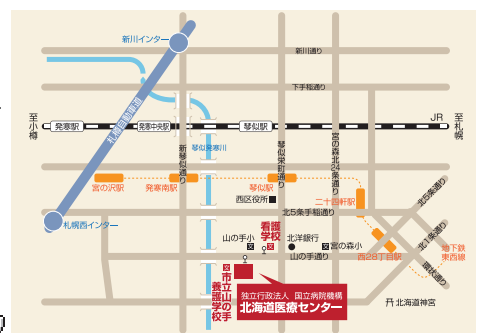 新川インター
新川通り
下手稲通り
札幌自動車道
至小樽
発寒駅
発寒中央駅
琴似駅
JR
至札幌
新琴似通り
琴似発寒川
琴似栄町通り
宮の森北24条通り
宮の沢駅
発寒南駅
琴似駅
二十四軒駅
西区役所
北5条手稲通り
北5条通り
札幌西インター
山の手小
看護学校
北洋銀行
宮の森小
山の手通り
西28丁目駅
北1条通り
地下鉄東西線
環状通り
市立山の手養護学校
独立行政法人 国立病院機構
北海道医療センター
北海道神宮